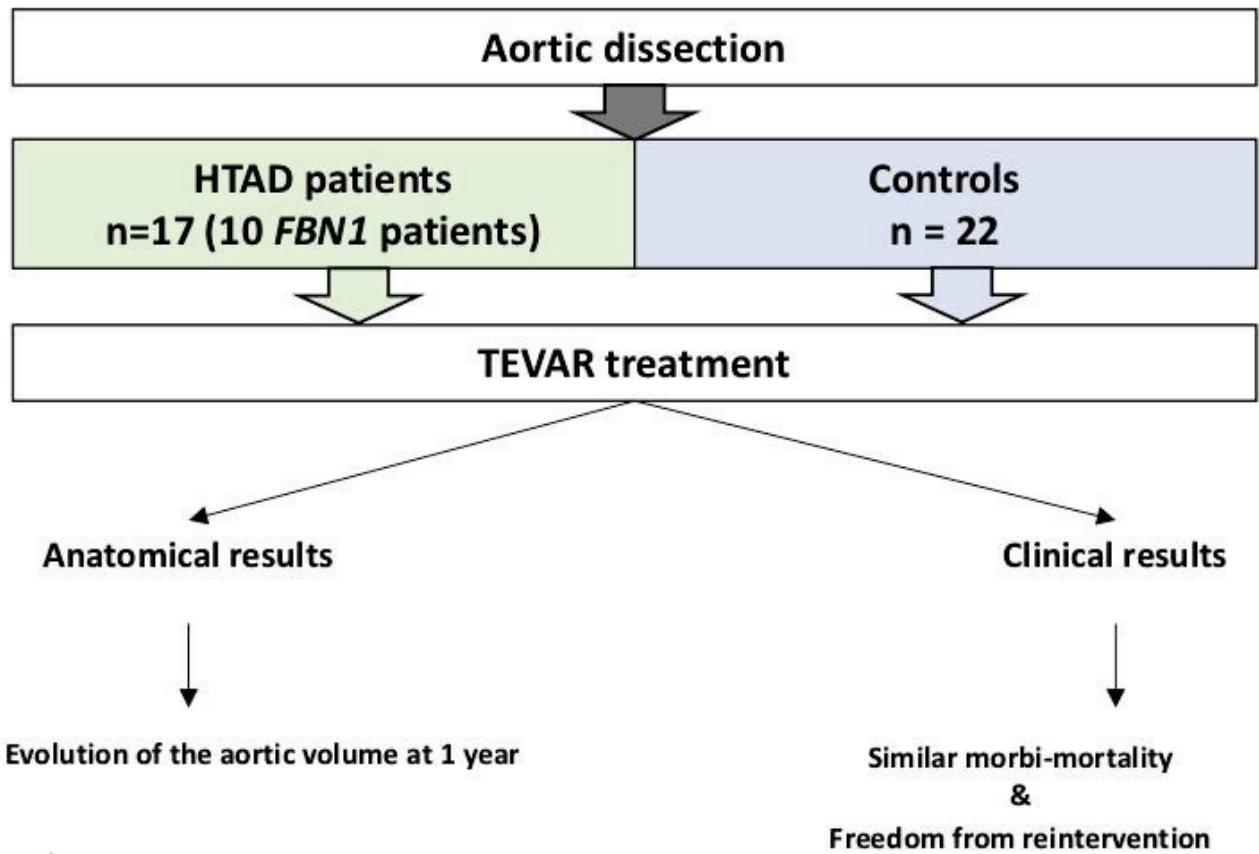 Aortic dissection
HTAD patients
n=17 (10 FBN1 patients)
Controls
n = 22
TEVAR treatment
Anatomical results
Clinical results
Evolution of the aortic volume at 1 year
Similar morbi-mortality
&
Freedom from reintervention